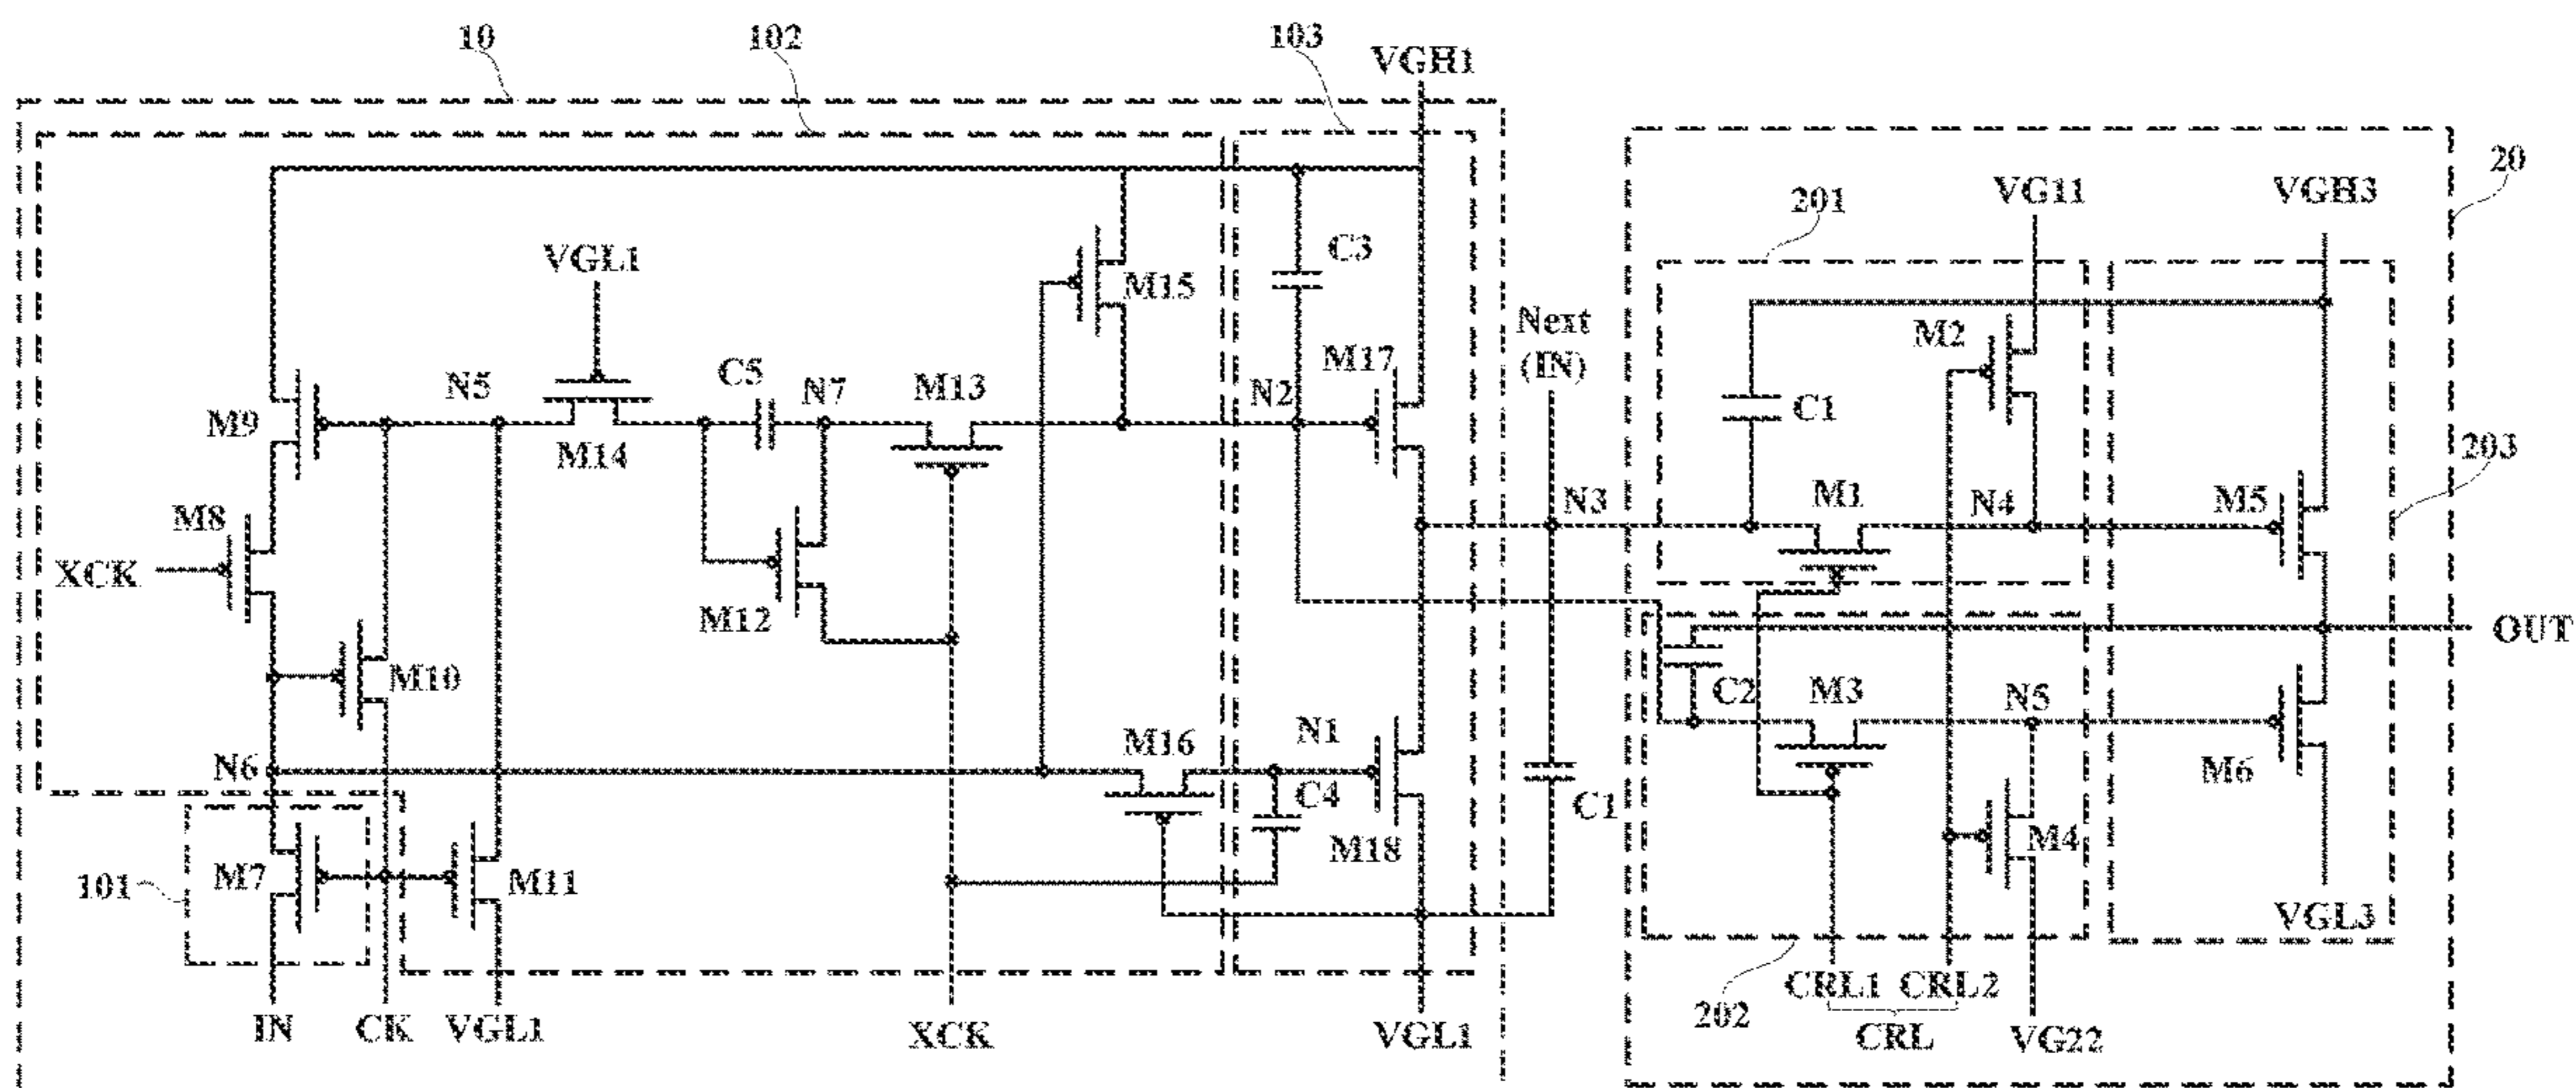 10
102
103
VGH1
20
VG11
VGH3
201
VGL1
C3
M15
Next
(IN)
M2
M17
C5
N7
M13
N5
N2
M9
C1
203
M14
M8
M1
N4
M5
N3
XCK
M12
OUT
M10
C2
M3
N5
M16
N1
N6
M6
C4
C1
M18
M4
M7
M11
101
VGL3
CRL1
CRL2
202
IN
CK
VGL1
XCK
VGL1
CRL
VG22